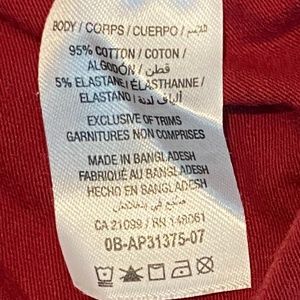 BODY / CORPS / CUERPO / اللجسم
95% COTTON / COTON /
ALGODÓN / قطن
5% ELASTANE / ÉLASTHANNE /
ELASTANO / ألياف لدنة
EXCLUSIVE OF TRIMS
GARNITURES NON COMPRISES
MADE IN BANGLADESH
FABRIQUÉ AU BANGLADESH
HECHO EN BANGLADESH
صنع في بنغلاديش
CA 21099 / RN 148061
0B-AP31375-07